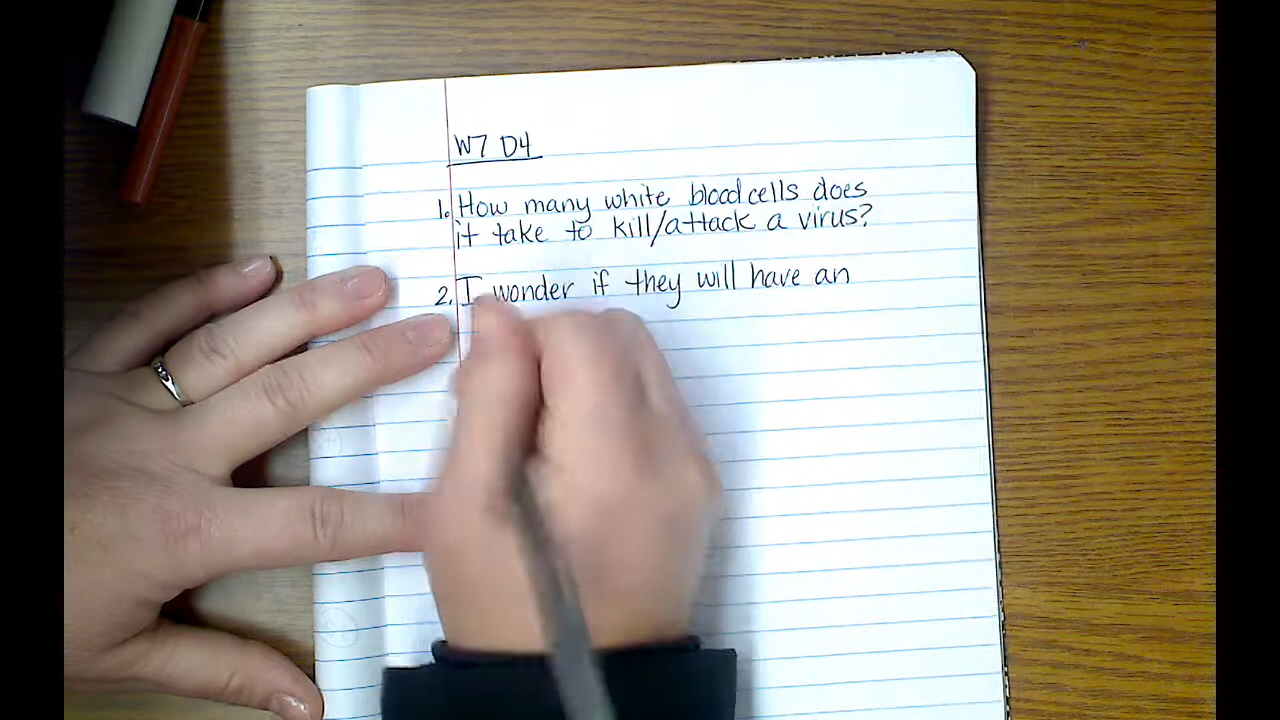 W7 D4
1. How many white blood cells does
it take to kill/attack a virus?
2. I wonder if they will have an